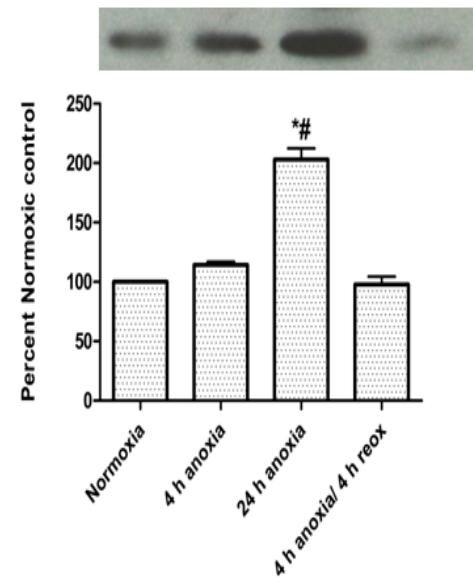 250
*#
200
150
100
50
0
Percent Normoxic control
Normoxia
4 h anoxia
24 h anoxia
4 h anoxia/ 4 h reox